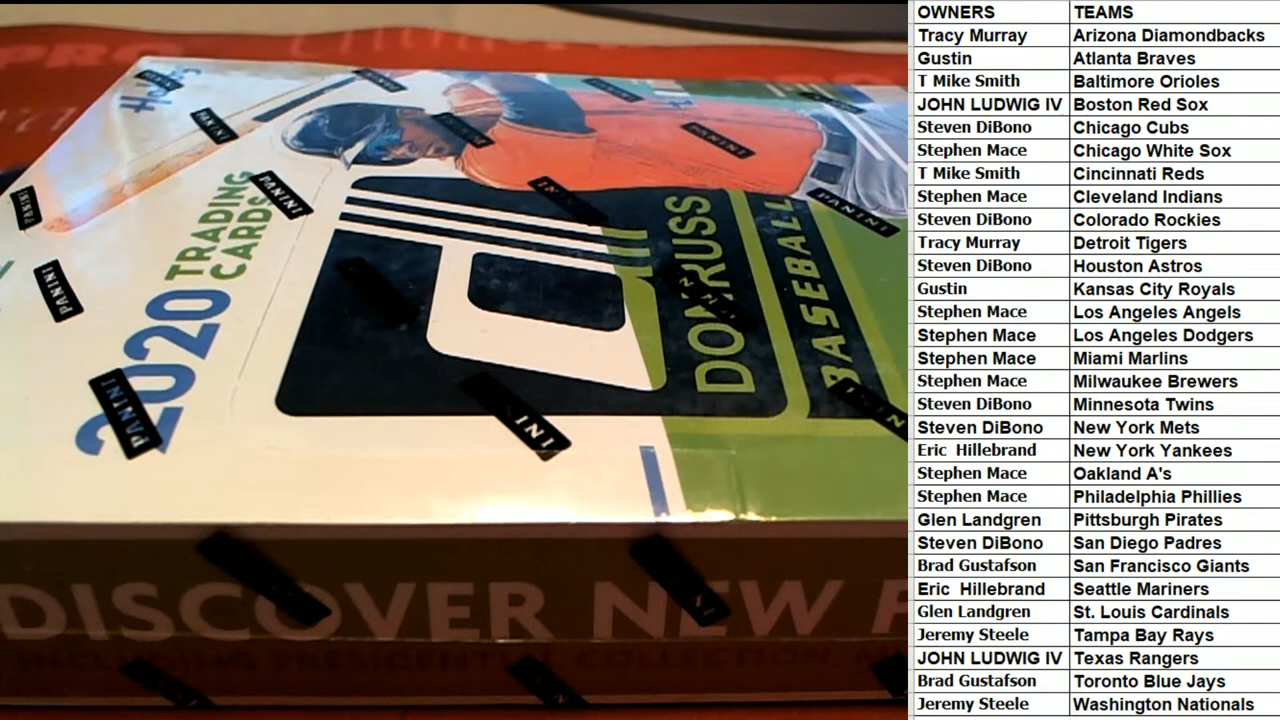 OWNERS TEAMS
Tracy Murray Arizona Diamondbacks
Gustin Atlanta Braves
T Mike Smith Baltimore Orioles
JOHN LUDWIG IV Boston Red Sox
Steven DiBono Chicago Cubs
Stephen Mace Chicago White Sox
T Mike Smith Cincinnati Reds
Stephen Mace Cleveland Indians
Steven DiBono Colorado Rockies
Tracy Murray Detroit Tigers
Steven DiBono Houston Astros
Gustin Kansas City Royals
Stephen Mace Los Angeles Angels
Stephen Mace Los Angeles Dodgers
Stephen Mace Miami Marlins
Stephen Mace Milwaukee Brewers
Steven DiBono Minnesota Twins
Steven DiBono New York Mets
Eric Hillebrand New York Yankees
Stephen Mace Oakland A's
Stephen Mace Philadelphia Phillies
Glen Landgren Pittsburgh Pirates
Steven DiBono San Diego Padres
Brad Gustafson San Francisco Giants
Eric Hillebrand Seattle Mariners
Glen Landgren St. Louis Cardinals
Jeremy Steele Tampa Bay Rays
JOHN LUDWIG IV Texas Rangers
Brad Gustafson Toronto Blue Jays
Jeremy Steele Washington Nationals
2020 TRADING
CARDS
DONRUSS
BASEBALL
PANINI
PANINI
PANINI
PANINI
PANINI
PANINI
PANINI
DISCOVER NEW